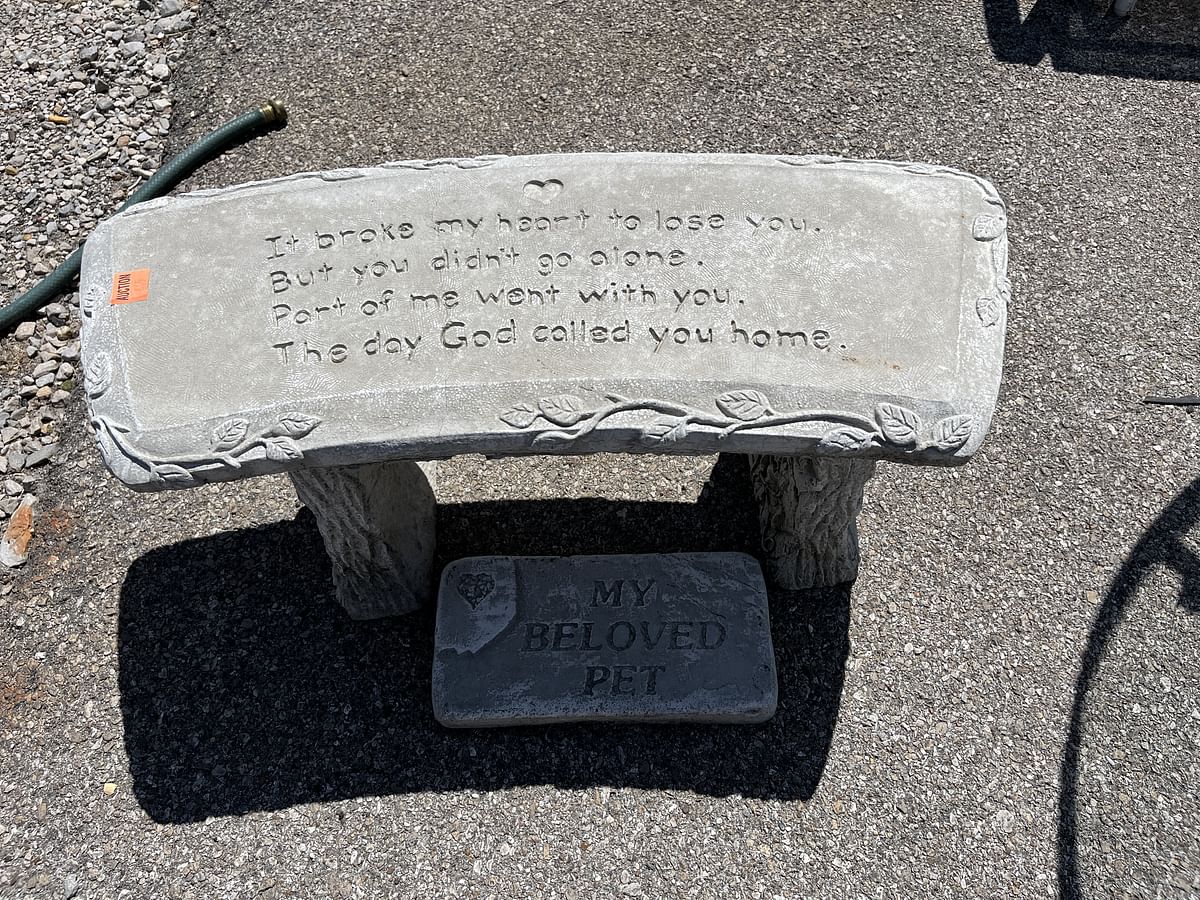 It broke my heart to lose you.
But you didn't go alone.
Part of me went with you.
The day God called you home.
AUCTION
MY
BELOVED
PET